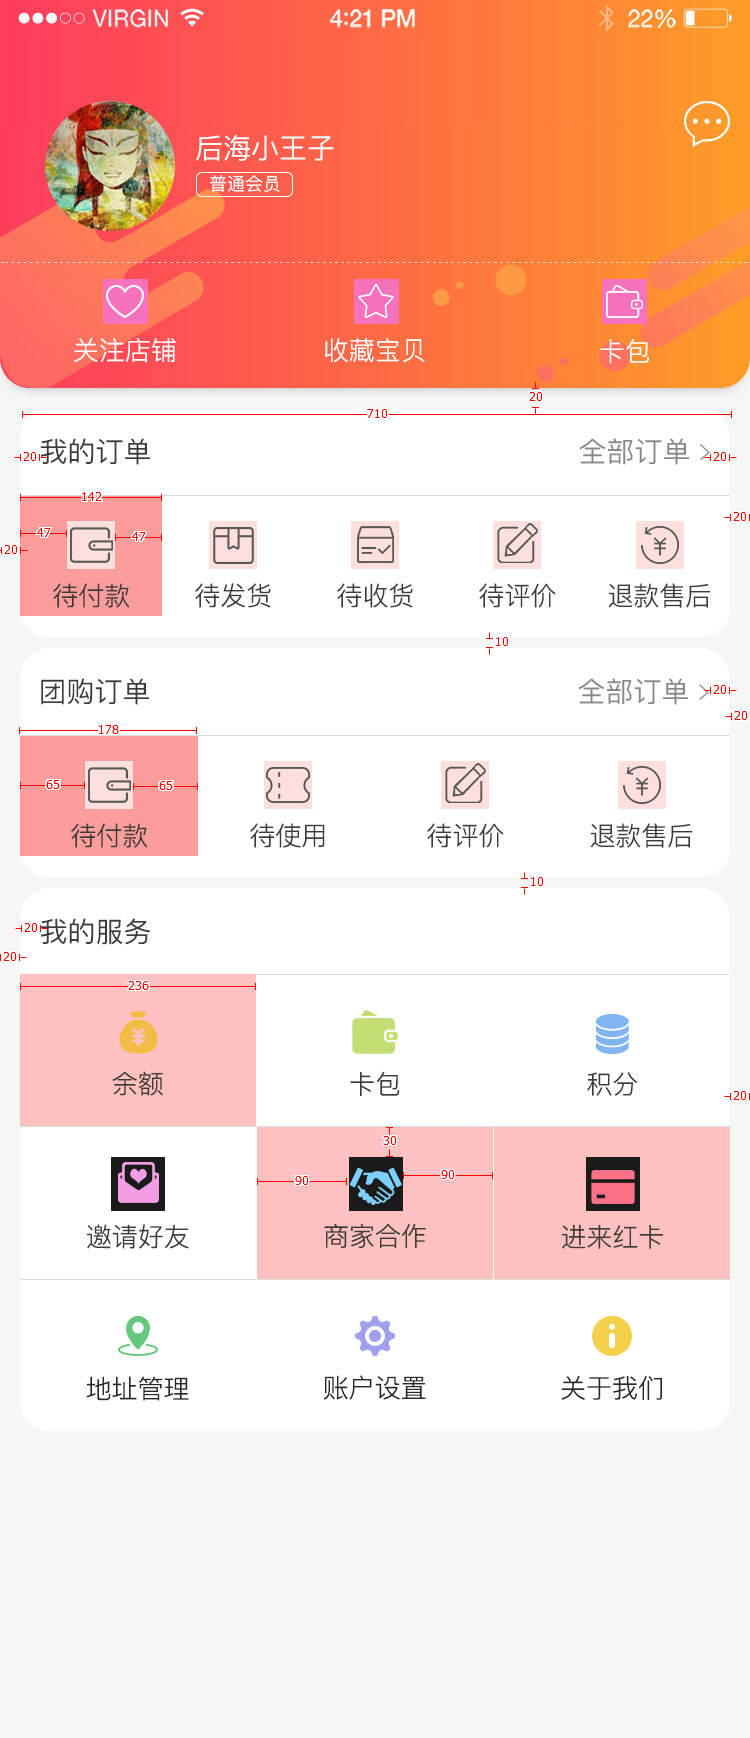 VIRGIN 4:21 PM 22%
后海小王子
普通会员
关注店铺 收藏宝贝 卡包
20
710
20 我的订单 全部订单 > 20
142
20
47 47
20
待付款 待发货 待收货 待评价 退款售后
10
团购订单 全部订单 > 20
20
178
65 65
待付款 待使用 待评价 退款售后
10
20 我的服务
20
236
余额 卡包 积分
20
30
90 90
邀请好友 商家合作 进来红卡
地址管理 账户设置 关于我们